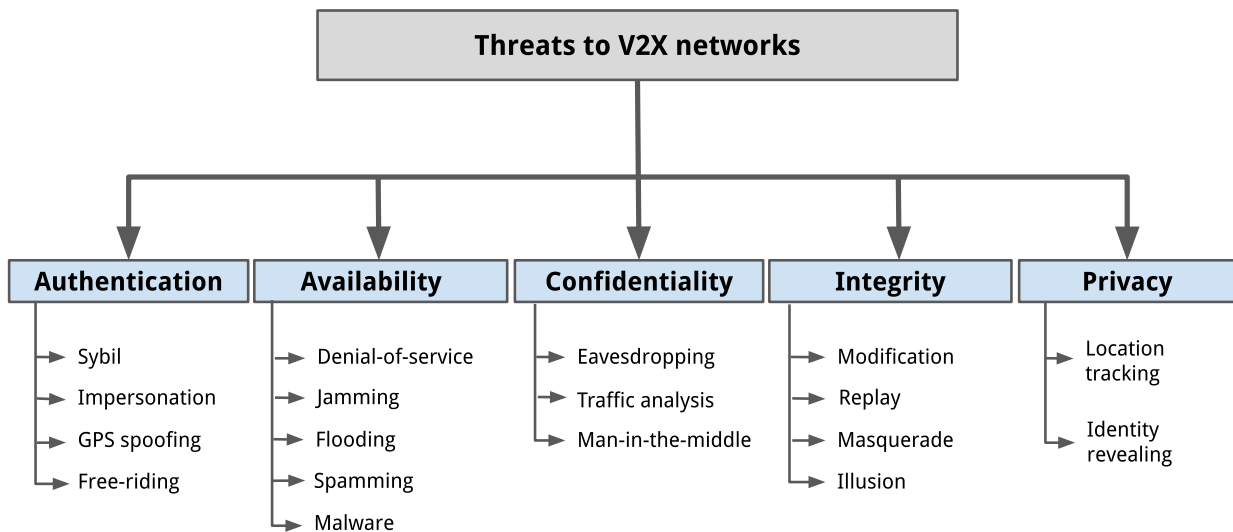 Threats to V2X networks
Authentication
Sybil
Impersonation
GPS spoofing
Free-riding
Availability
Denial-of-service
Jamming
Flooding
Spamming
Malware
Confidentiality
Eavesdropping
Traffic analysis
Man-in-the-middle
Integrity
Modification
Replay
Masquerade
Illusion
Privacy
Location
tracking
Identity
revealing